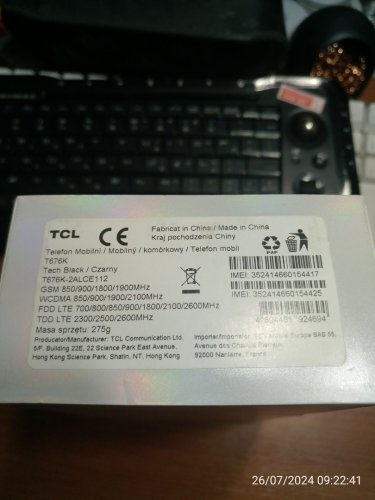 TCL CE
Fabricat in China / Made in China
Kraj pochodzenia Chiny
Telefon Mobilní / Mobilný / komórkowy / Telefon mobil
T676K
Tech Black / Czarny
T676K-2ALCE112
GSM 850/900/1800/1900MHz
WCDMA 850/900/1900/2100MHz
FDD LTE 700/800/850/900/1800/2100/2600MHz
TDD LTE 2300/2500/2600MHz
Masa sprzętu: 275g
PAP
IMEI: 352414660154417
IMEI: 352414660154425
Producator/Manufacturer: TCL Communication Ltd.
5/F, Building 22E, 22 Science Park East Avenue,
Hong Kong Science Park, Shatin, NT, Hong Kong
Importer/Importator: Europe SAS 55,
Avenue des Champs Pierreux,
92000 Nanterre, France
26/07/2024 09:22:41